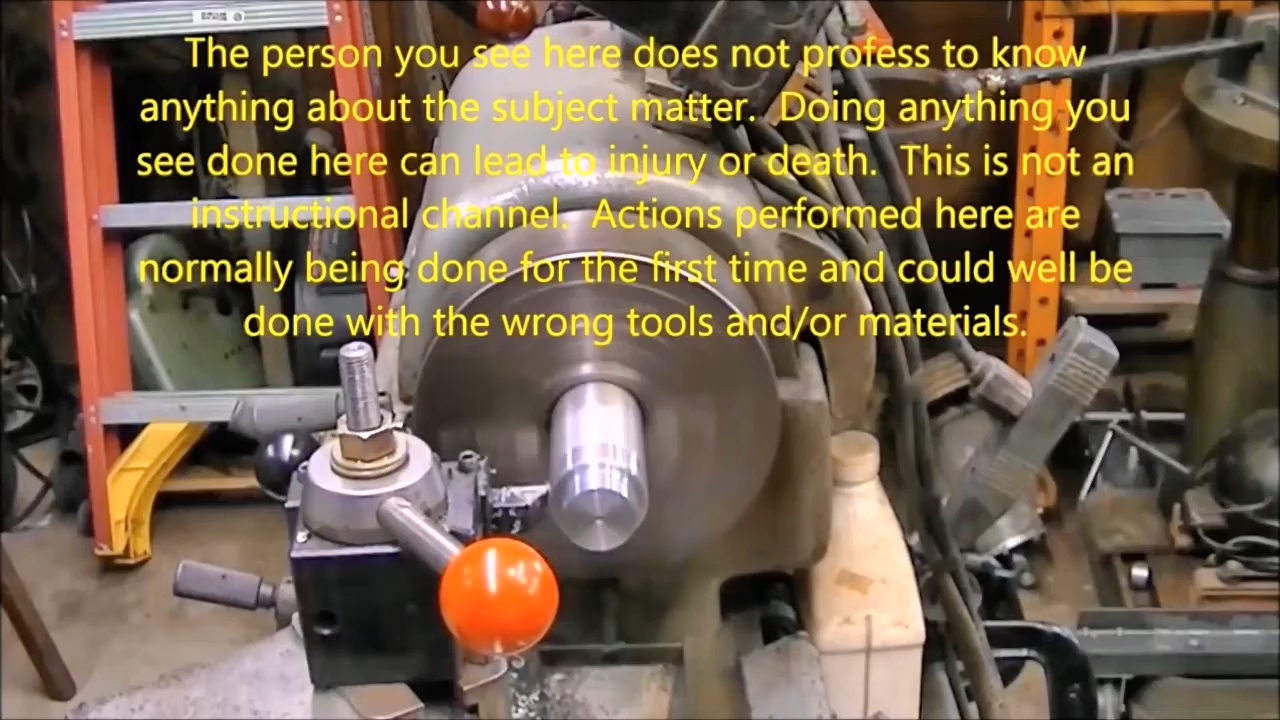 The person you see here does not profess to know
anything about the subject matter.  Doing anything you
see done here can lead to injury or death.  This is not an
instructional channel.  Actions performed here are
normally being done for the first time and could well be
done with the wrong tools and/or materials.